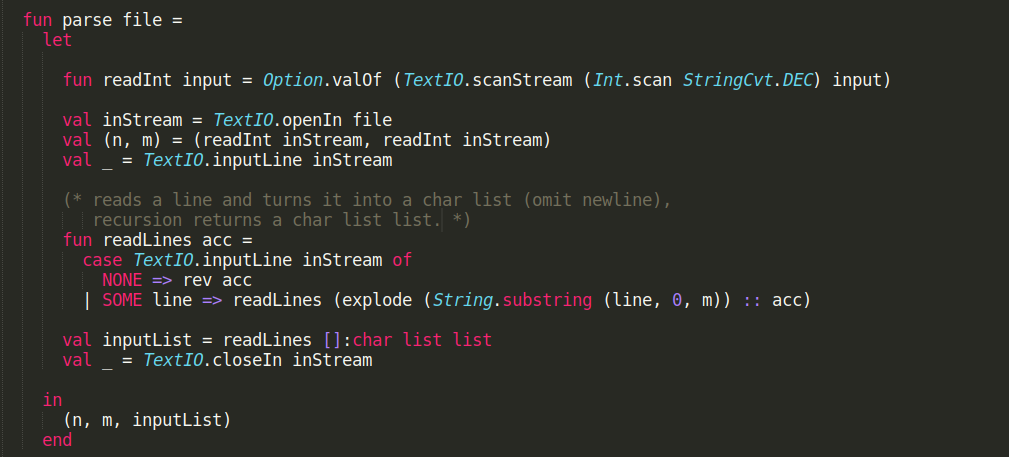 fun parse file =
  let

    fun readInt input = Option.valOf (TextIO.scanStream (Int.scan StringCvt.DEC) input)

    val inStream = TextIO.openIn file
    val (n, m) = (readInt inStream, readInt inStream)
    val _ = TextIO.inputLine inStream

    (* reads a line and turns it into a char list (omit newline),
       recursion returns a char list list. *)
    fun readLines acc =
      case TextIO.inputLine inStream of
        NONE => rev acc
      | SOME line => readLines (explode (String.substring (line, 0, m)) :: acc)

    val inputList = readLines []:char list list
    val _ = TextIO.closeIn inStream

  in
    (n, m, inputList)
  end